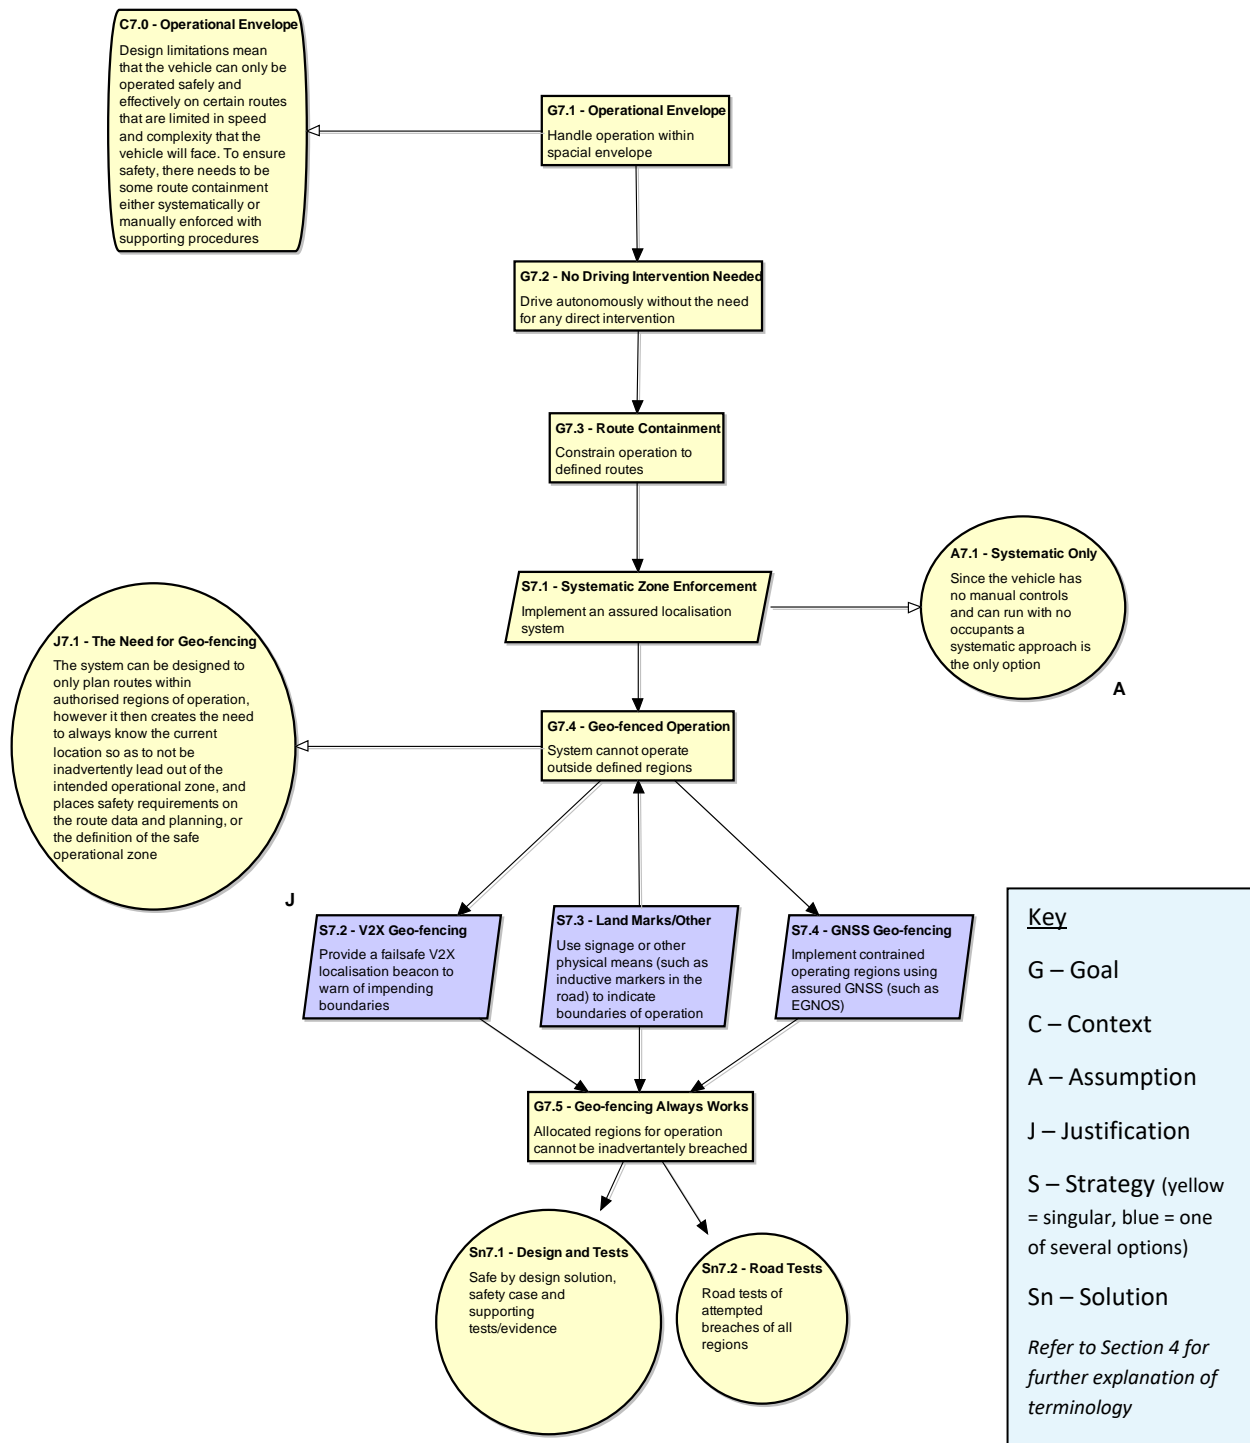 C7.0 - Operational Envelope
Design limitations mean
that the vehicle can only be
operated safely and
effectively on certain routes
that are limited in speed
and complexity that the
vehicle will face. To ensure
safety, there needs to be
some route containment
either systematically or
manually enforced with
supporting procedures
G7.1 - Operational Envelope
Handle operation within
spacial envelope
G7.2 - No Driving Intervention Needed
Drive autonomously without the need
for any direct intervention
G7.3 - Route Containment
Constrain operation to
defined routes
S7.1 - Systematic Zone Enforcement
Implement an assured localisation
system
A7.1 - Systematic Only
Since the vehicle has
no manual controls
and can run with no
occupants a
systematic approach is
the only option
A
J7.1 - The Need for Geo-fencing
The system can be designed to
only plan routes within
authorised regions of operation,
however it then creates the need
to always know the current
location so as to not be
inadvertently lead out of the
intended operational zone, and
places safety requirements on
the route data and planning, or
the definition of the safe
operational zone
J
G7.4 - Geo-fenced Operation
System cannot operate
outside defined regions
S7.2 - V2X Geo-fencing
Provide a failsafe V2X
localisation beacon to
warn of impending
boundaries
S7.3 - Land Marks/Other
Use signage or other
physical means (such as
inductive markers in the
road) to indicate
boundaries of operation
S7.4 - GNSS Geo-fencing
Implement contrained
operating regions using
assured GNSS (such as
EGNOS)
G7.5 - Geo-fencing Always Works
Allocated regions for operation
cannot be inadvertantely breached
Sn7.1 - Design and Tests
Safe by design solution,
safety case and
supporting
tests/evidence
Sn7.2 - Road Tests
Road tests of
attempted
breaches of all
regions
Key
G – Goal
C – Context
A – Assumption
J – Justification
S – Strategy (yellow
= singular, blue = one
of several options)
Sn – Solution
Refer to Section 4 for
further explanation of
terminology